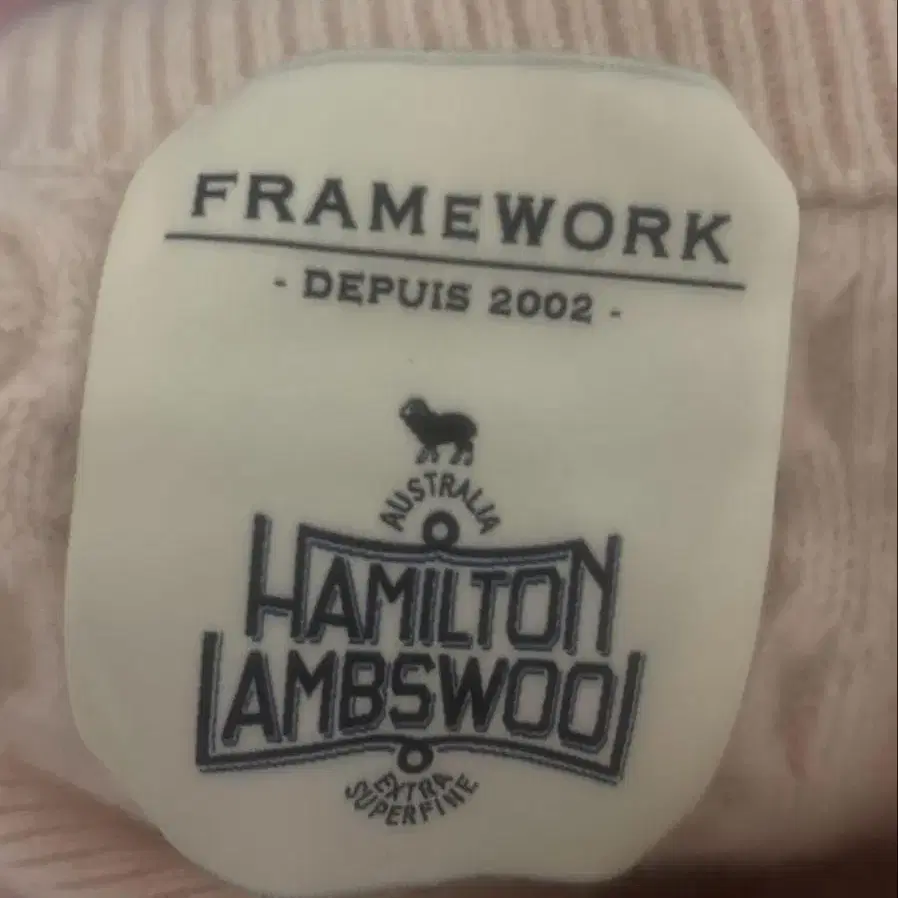 FRAMeWORK
- DEPUIS 2002 -
AUSTRALIA
HAMILTON
LAMBSWOOL
EXTRA
SUPERFINE